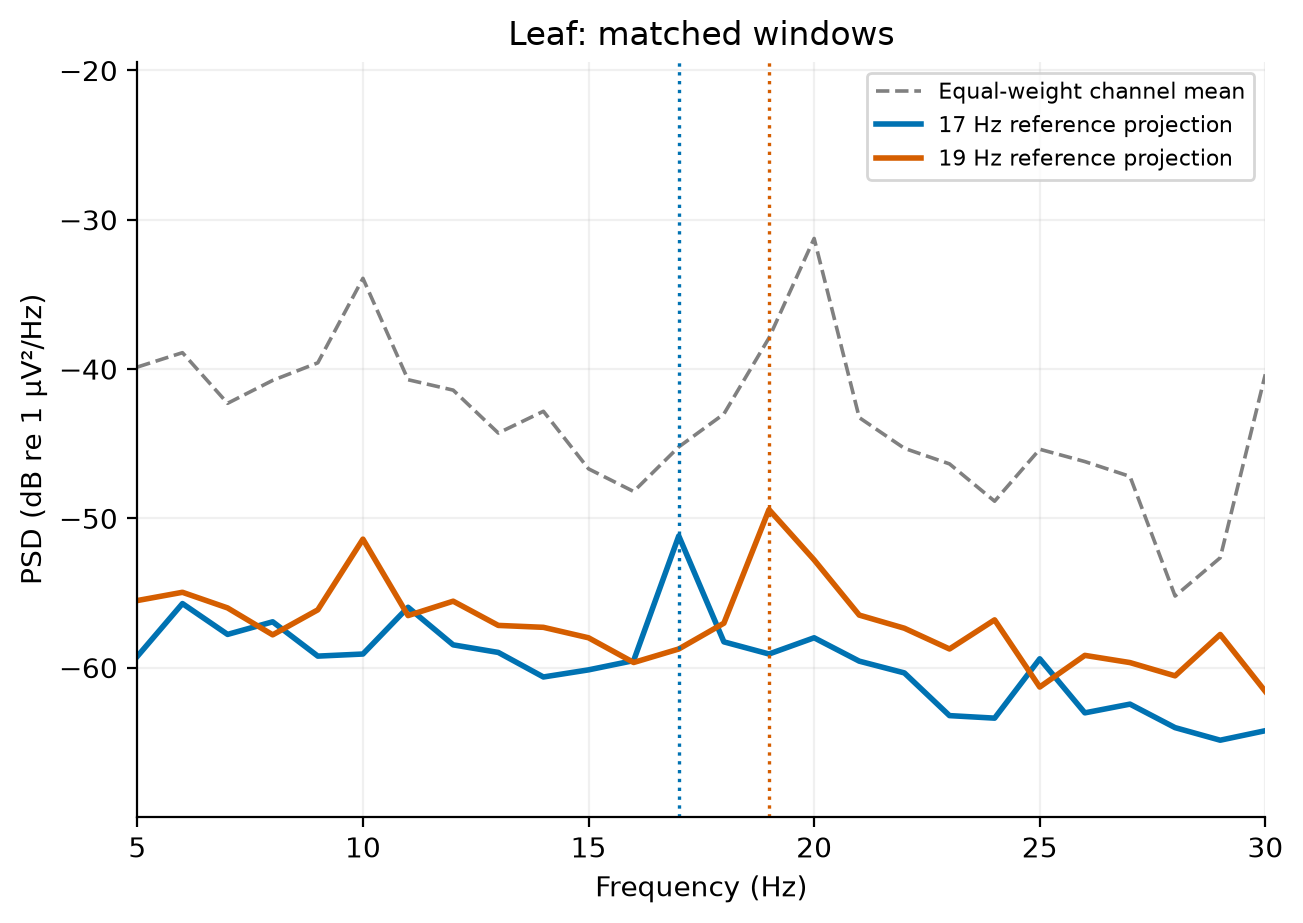 Leaf: matched windows
Equal-weight channel mean
17 Hz reference projection
19 Hz reference projection
PSD (dB re 1 µV²/Hz)
−20
−30
−40
−50
−60
5 10 15 20 25 30
Frequency (Hz)